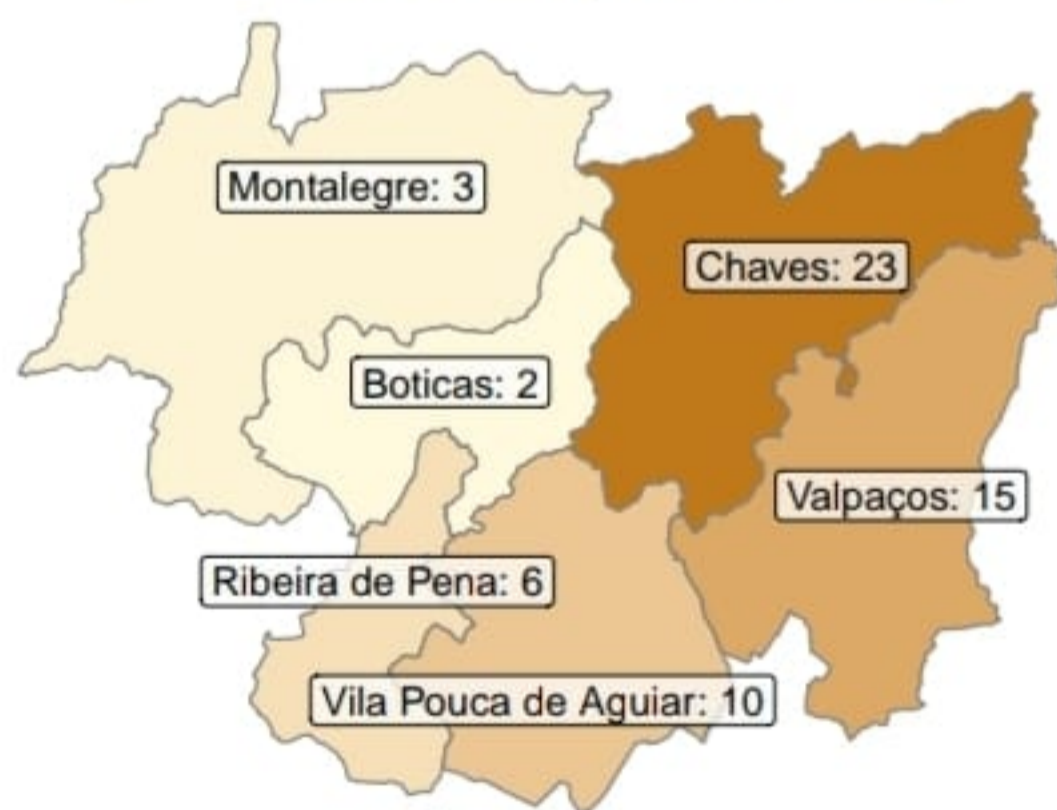 Montalegre: 3
Chaves: 23
Boticas: 2
Valpaços: 15
Ribeira de Pena: 6
Vila Pouca de Aguiar: 10